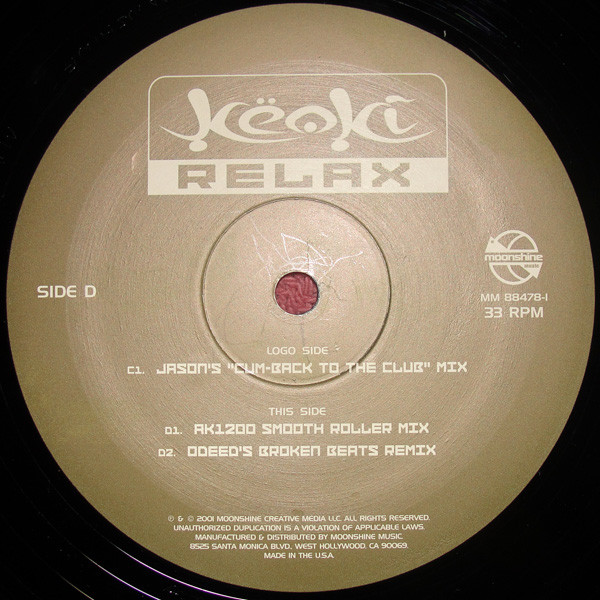 Këoki
RELAX
SIDE D
moonshine
music
MM 88478-1
33 RPM
LOGO SIDE
C1. JASON'S "CUM-BACK TO THE CLUB" MIX
THIS SIDE
D1. AK1200 SMOOTH ROLLER MIX
D2. ODEED'S BROKEN BEATS REMIX
℗ & © 2001 MOONSHINE CREATIVE MEDIA LLC. ALL RIGHTS RESERVED.
UNAUTHORIZED DUPLICATION IS A VIOLATION OF APPLICABLE LAWS.
MANUFACTURED & DISTRIBUTED BY MOONSHINE MUSIC.
8525 SANTA MONICA BLVD. WEST HOLLYWOOD. CA 90069.
MADE IN THE U.S.A.